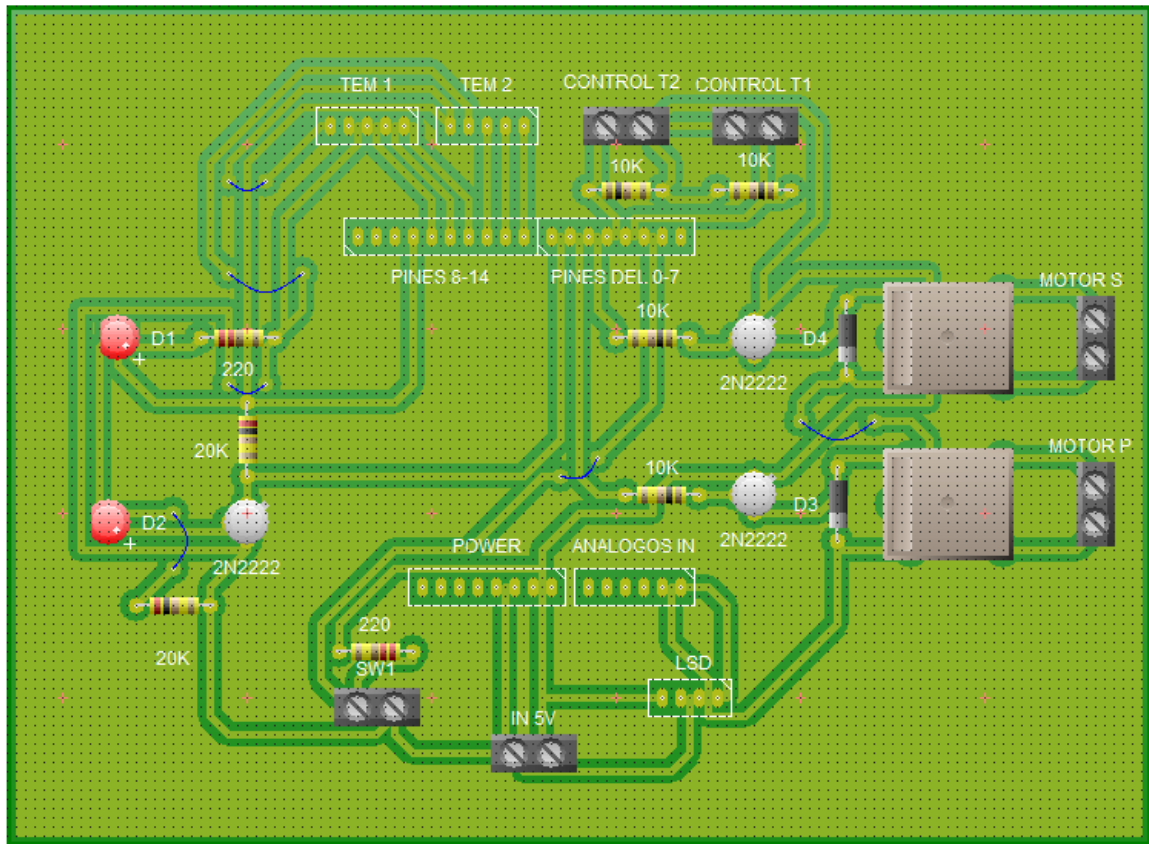 TEM 1
TEM 2
CONTROL T2
CONTROL T1
10K
10K
PINES 8-14
PINES DEL 0-7
MOTOR S
10K
D1
D4
220
2N2222
20K
MOTOR P
10K
D3
D2
2N2222
POWER
ANALOGOS IN
2N2222
220
20K
SW1
LSD
IN 5V